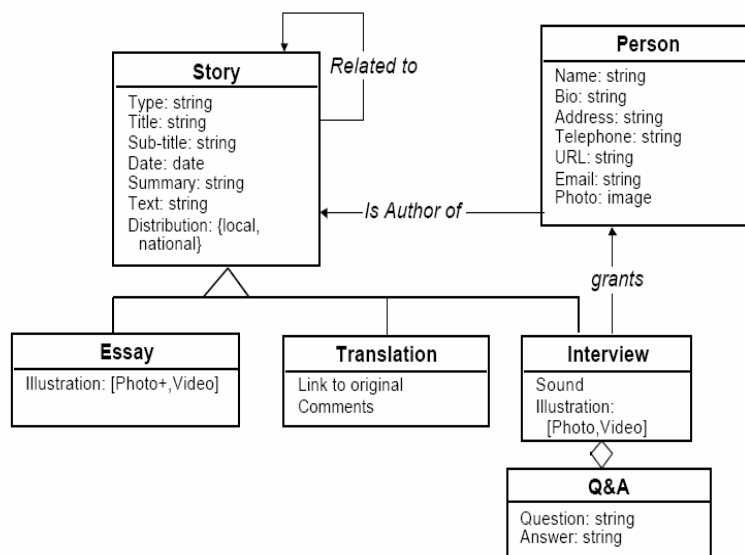 Story
Type: string
Title: string
Sub-title: string
Date: date
Summary: string
Text: string
Distribution: {local,
national}
Related to
Person
Name: string
Bio: string
Address: string
Telephone: string
URL: string
Email: string
Photo: image
Is Author of
grants
Essay
Illustration: [Photo+,Video]
Translation
Link to original
Comments
Interview
Sound
Illustration:
[Photo,Video]
Q&A
Question: string
Answer: string